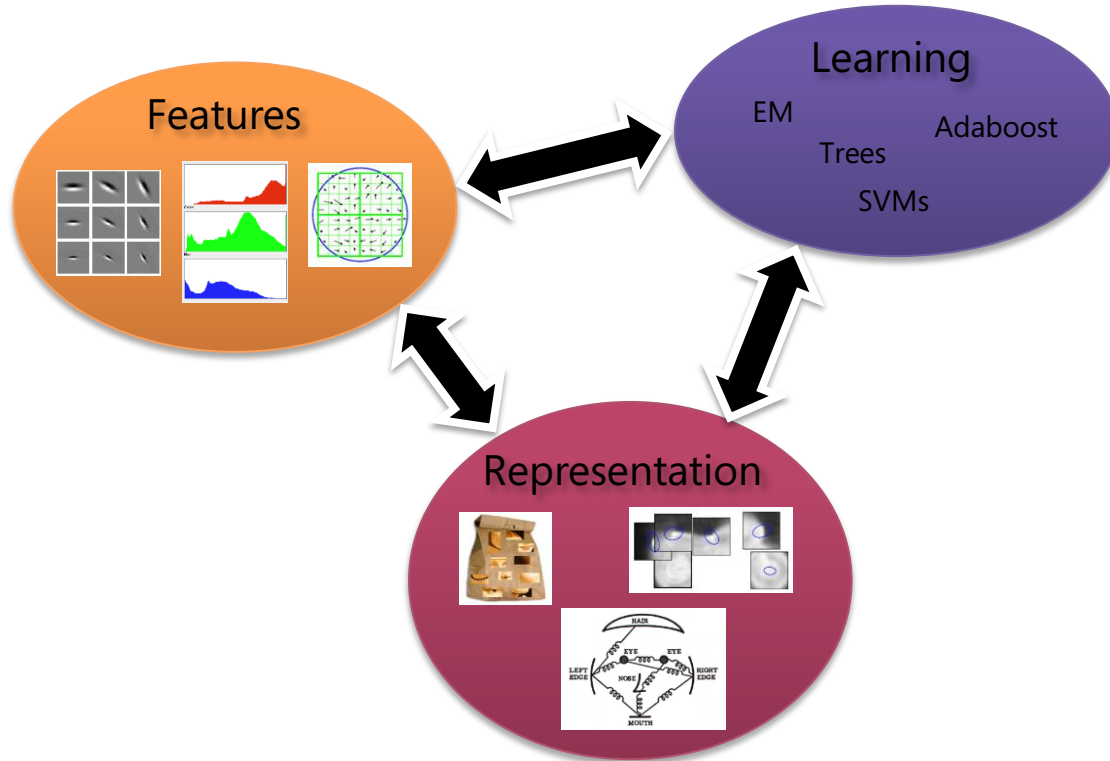 Features
Learning
EM
Adaboost
Trees
SVMs
Representation
HAIR
EYE EYE
LEFT
EDGE
RIGHT
EDGE
NOSE
MOUTH